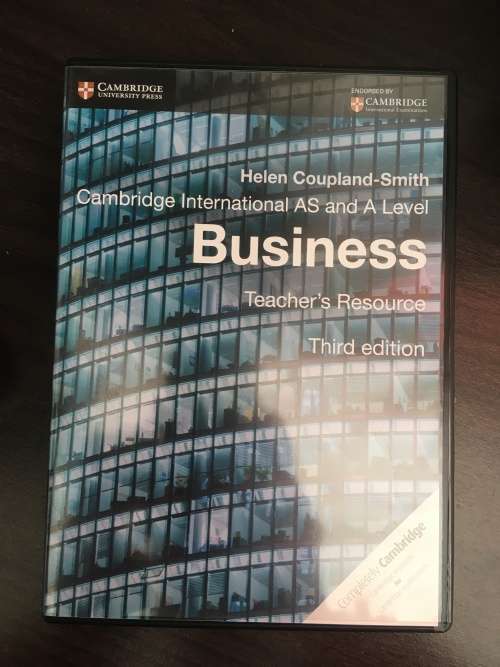 CAMBRIDGE
UNIVERSITY PRESS
ENDORSED BY
CAMBRIDGE
International Examinations
Helen Coupland-Smith
Cambridge International AS and A Level
Business
Teacher's Resource
Third edition
Completely Cambridge